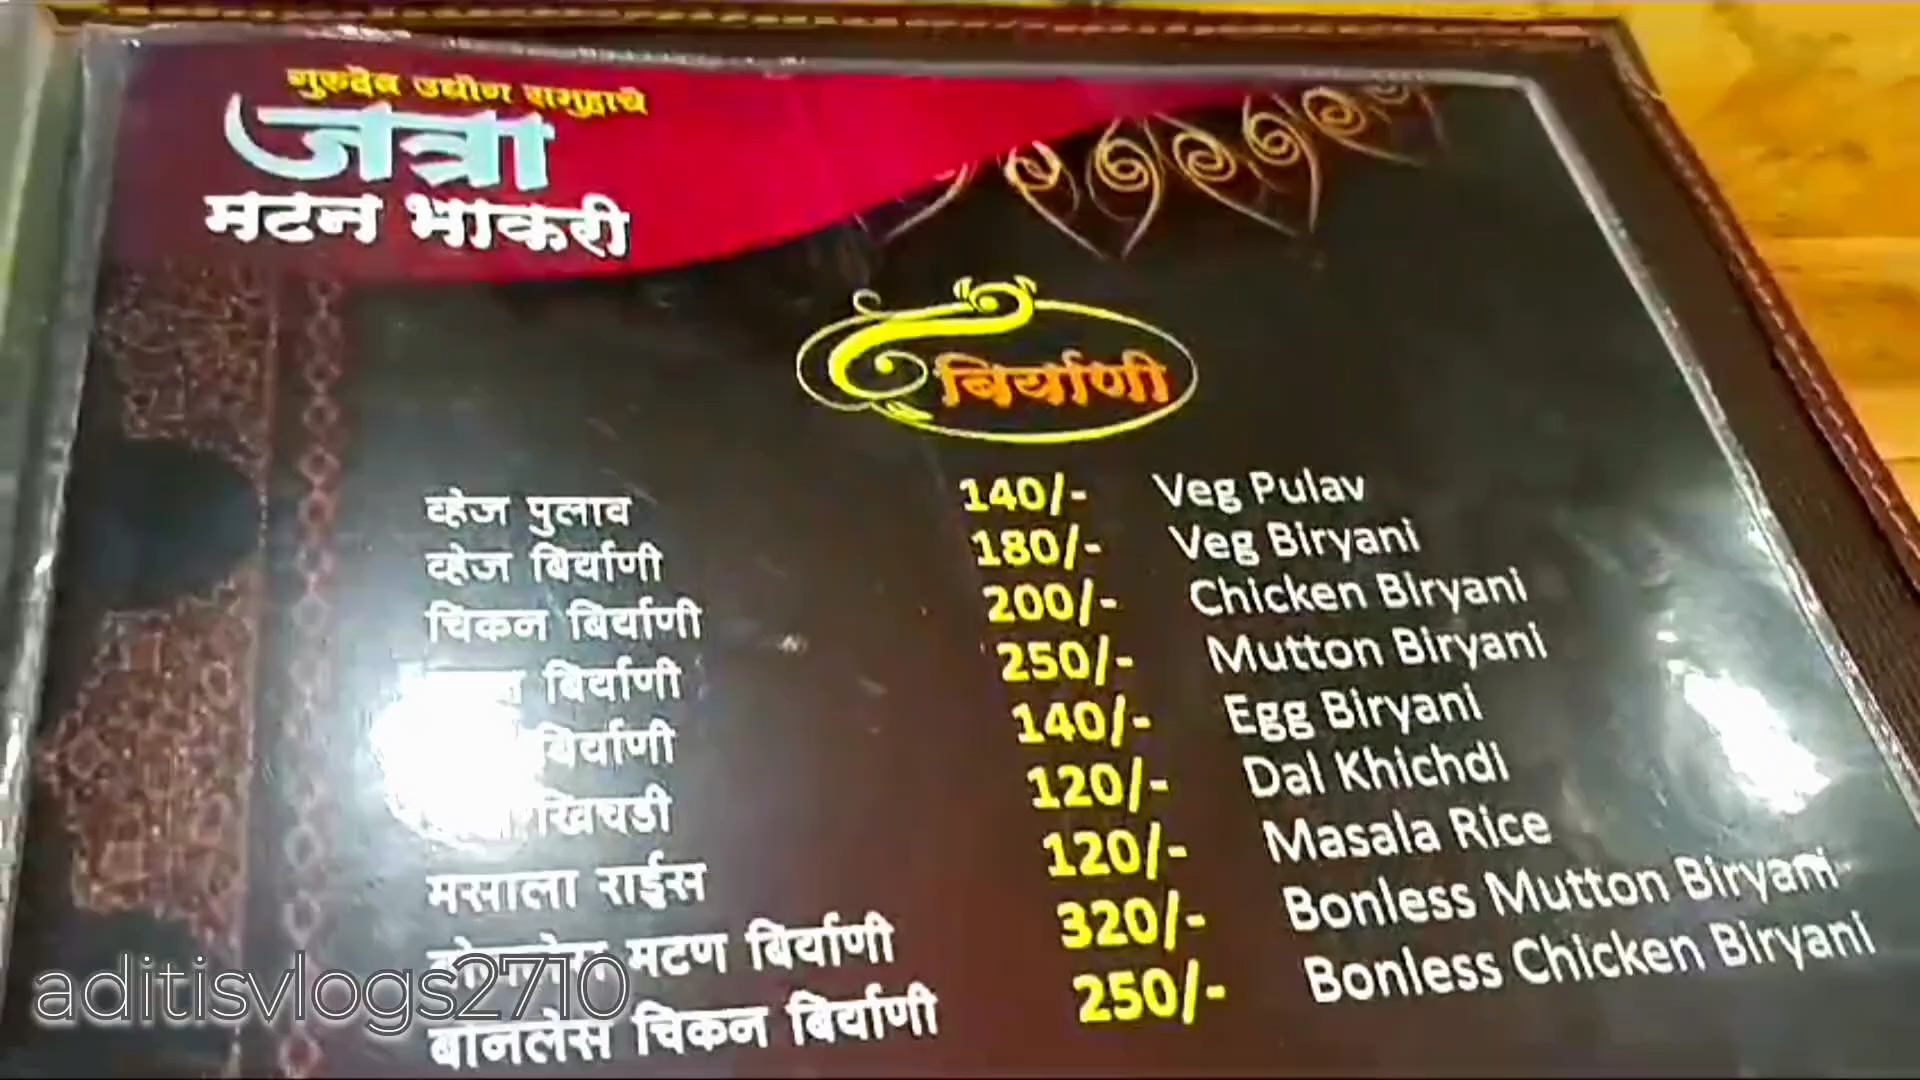 गुरुदेव उद्योग समुहाचे
जत्रा
मटन भाकरी
बिर्याणी
व्हेज पुलाव 140/- Veg Pulav
व्हेज बिर्याणी 180/- Veg Biryani
चिकन बिर्याणी 200/- Chicken Biryani
बिर्याणी 250/- Mutton Biryani
बिर्याणी 140/- Egg Biryani
खिचडी 120/- Dal Khichdi
मसाला राईस 120/- Masala Rice
मटण बिर्याणी 320/- Bonless Mutton Biryani
बोनलेस चिकन बिर्याणी 250/- Bonless Chicken Biryani
aditisvlogs2710